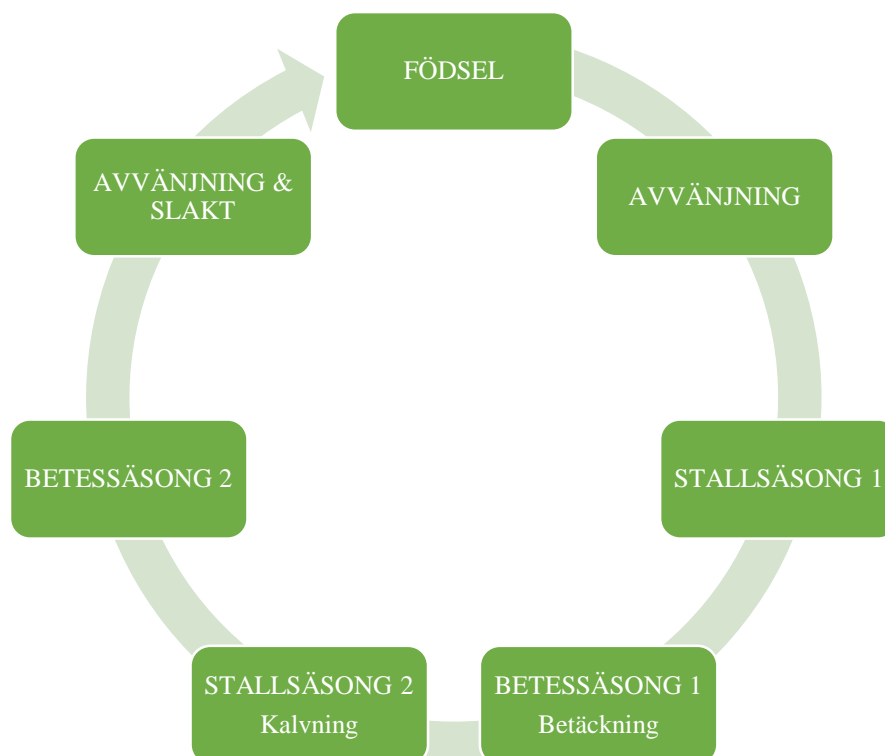 FÖDSEL
AVVÄNJNING
STALLSÄSONG 1
BETESSÄSONG 1
Betäckning
STALLSÄSONG 2
Kalvning
BETESSÄSONG 2
AVVÄNJNING &
SLAKT